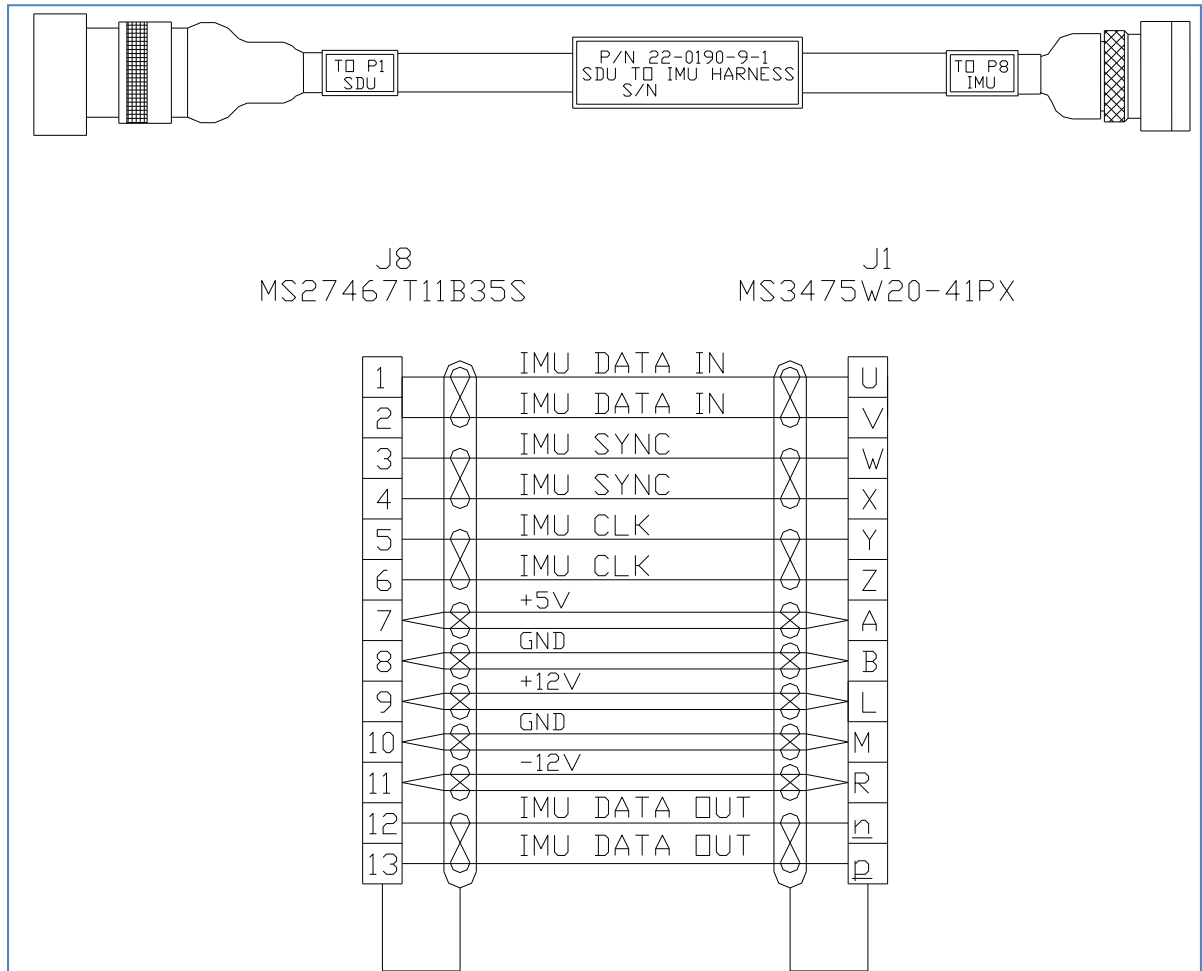 TO P1
SDU
P/N 22-0190-9-1
SDU TO IMU HARNESS
S/N
TO P8
IMU
J8
MS27467T11B35S
J1
MS3475W20-41PX
1 IMU DATA IN U
2 IMU DATA IN V
3 IMU SYNC W
4 IMU SYNC X
5 IMU CLK Y
6 IMU CLK Z
7 +5V A
8 GND B
9 +12V L
10 GND M
11 -12V R
12 IMU DATA OUT n
13 IMU DATA OUT p